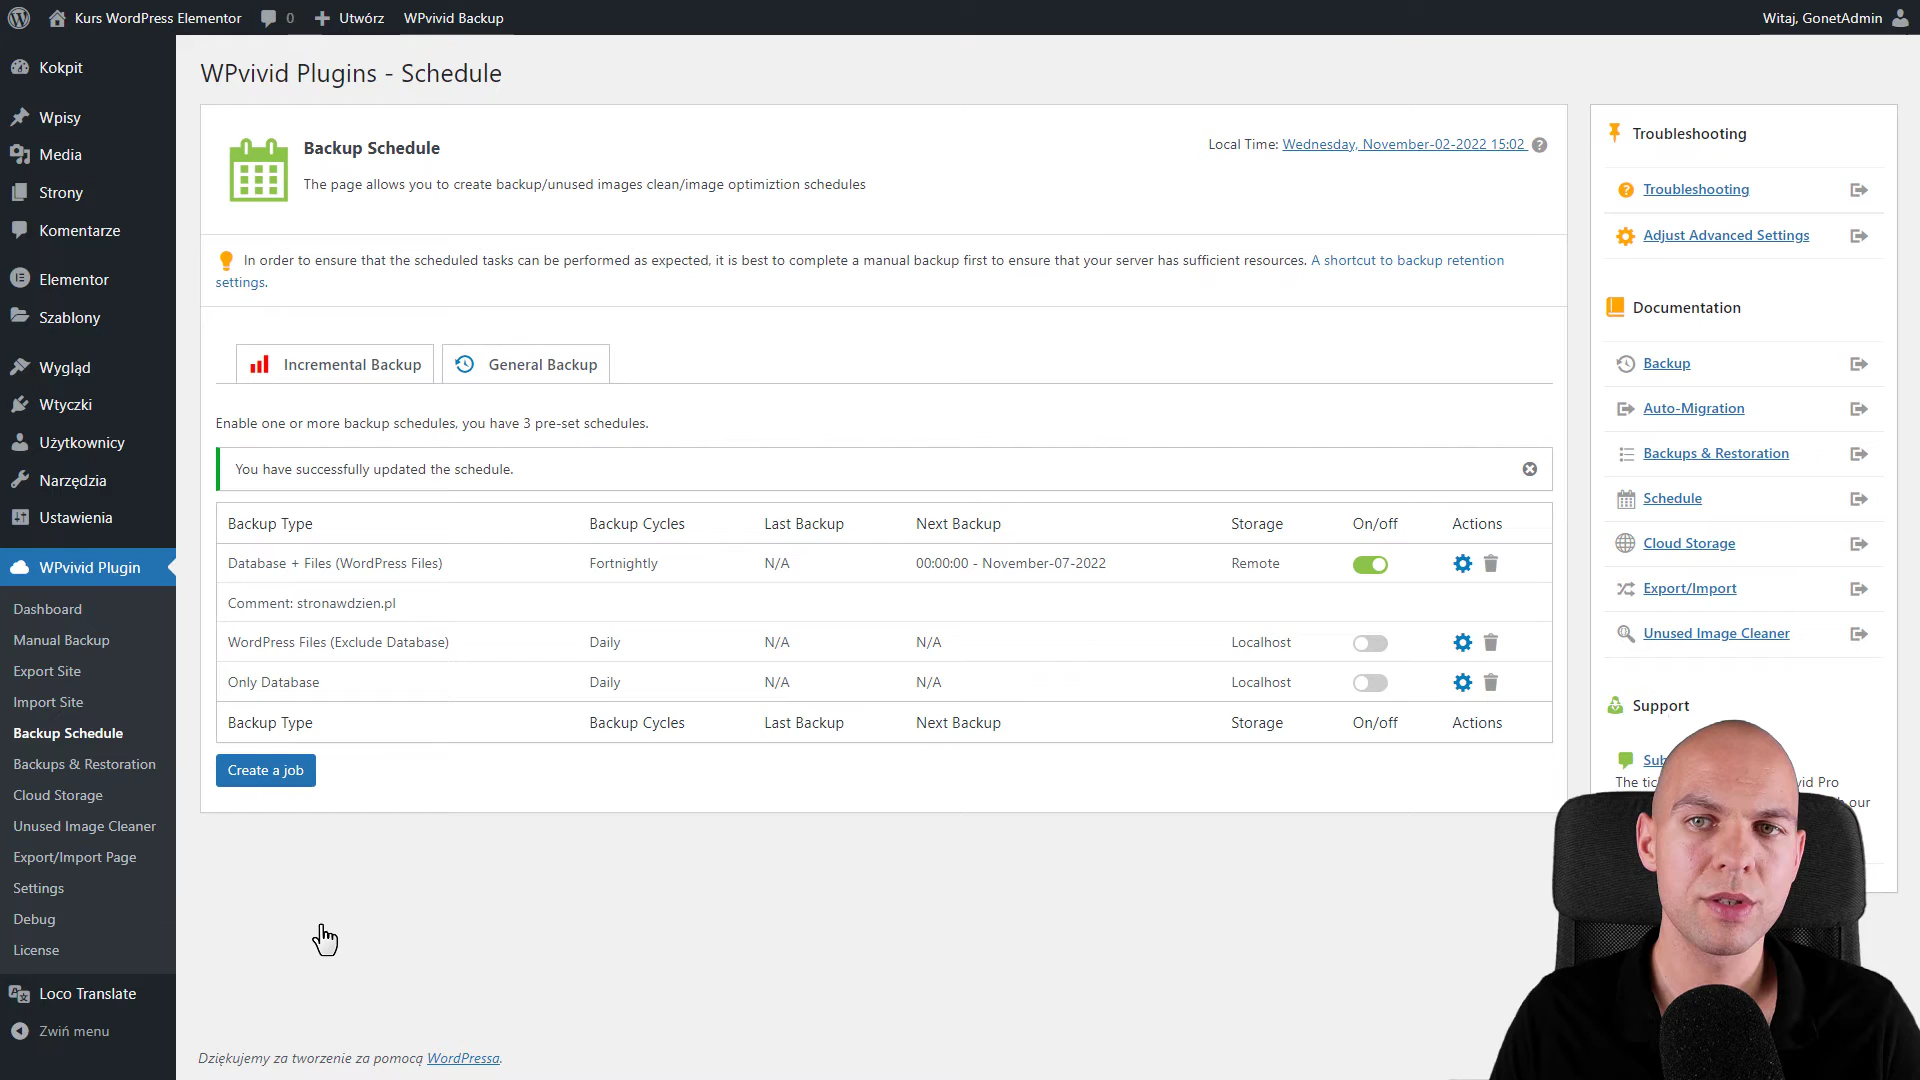 Kurs WordPress Elementor
0
Utwórz
WPvivid Backup
Witaj, GonetAdmin
Kokpit
Wpisy
Media
Strony
Komentarze
Elementor
Szablony
Wygląd
Wtyczki
Użytkownicy
Narzędzia
Ustawienia
WPvivid Plugin
Dashboard
Manual Backup
Export Site
Import Site
Backup Schedule
Backups & Restoration
Cloud Storage
Unused Image Cleaner
Export/Import Page
Settings
Debug
License
Loco Translate
Zwiń menu
WPvivid Plugins - Schedule
Backup Schedule
Local Time: Wednesday, November-02-2022 15:02
The page allows you to create backup/unused images clean/image optimiztion schedules
In order to ensure that the scheduled tasks can be performed as expected, it is best to complete a manual backup first to ensure that your server has sufficient resources. A shortcut to backup retention
settings.
Incremental Backup
General Backup
Enable one or more backup schedules, you have 3 pre-set schedules.
You have successfully updated the schedule.
Backup Type Backup Cycles Last Backup Next Backup Storage On/off Actions
Database + Files (WordPress Files) Fortnightly N/A 00:00:00 - November-07-2022 Remote
Comment: stronawdzien.pl
WordPress Files (Exclude Database) Daily N/A N/A Localhost
Only Database Daily N/A N/A Localhost
Backup Type Backup Cycles Last Backup Next Backup Storage On/off Actions
Create a job
Dziękujemy za tworzenie za pomocą WordPressa.
Troubleshooting
Troubleshooting
Adjust Advanced Settings
Documentation
Backup
Auto-Migration
Backups & Restoration
Schedule
Cloud Storage
Export/Import
Unused Image Cleaner
Support
The
Pro
our